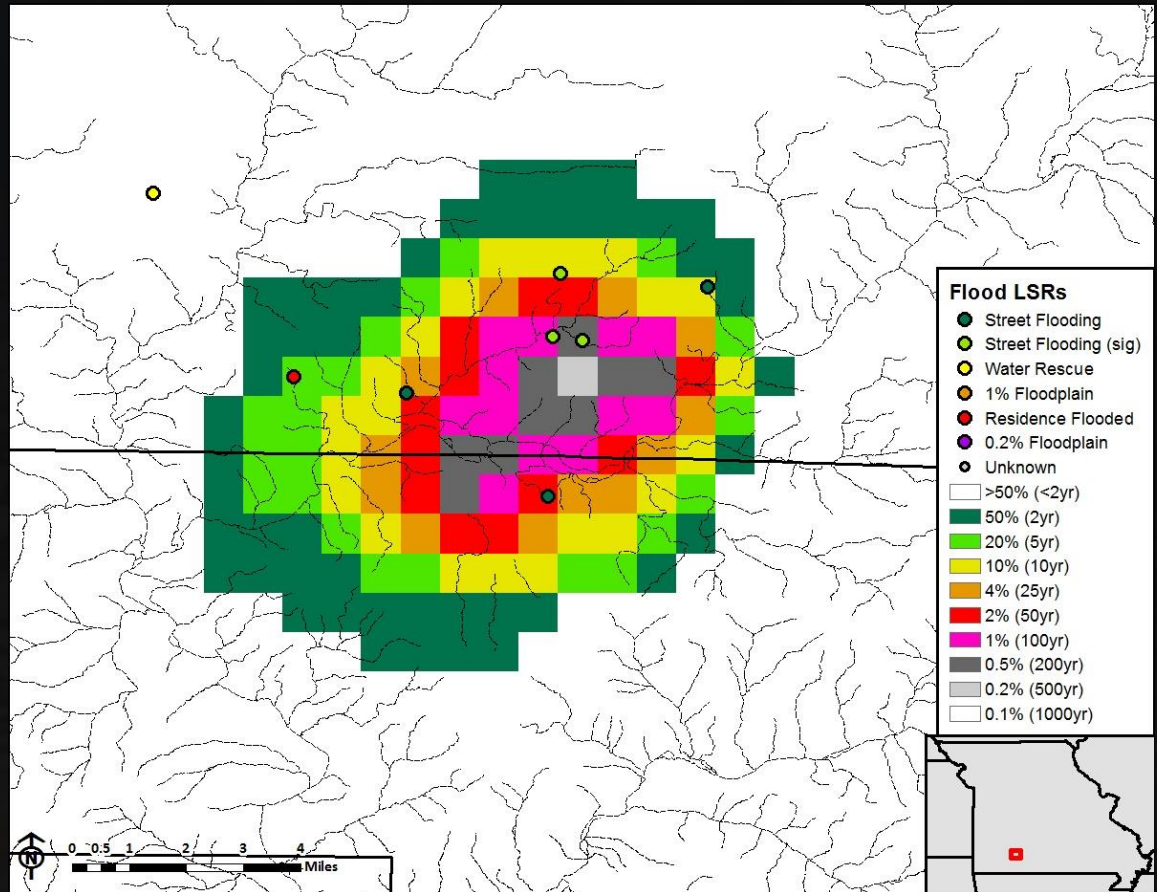 Flood LSRs
Street Flooding
Street Flooding (sig)
Water Rescue
1% Floodplain
Residence Flooded
0.2% Floodplain
Unknown
>50% (<2yr)
50% (2yr)
20% (5yr)
10% (10yr)
4% (25yr)
2% (50yr)
1% (100yr)
0.5% (200yr)
0.2% (500yr)
0.1% (1000yr)
N
0 0.5 1 2 3 4
Miles